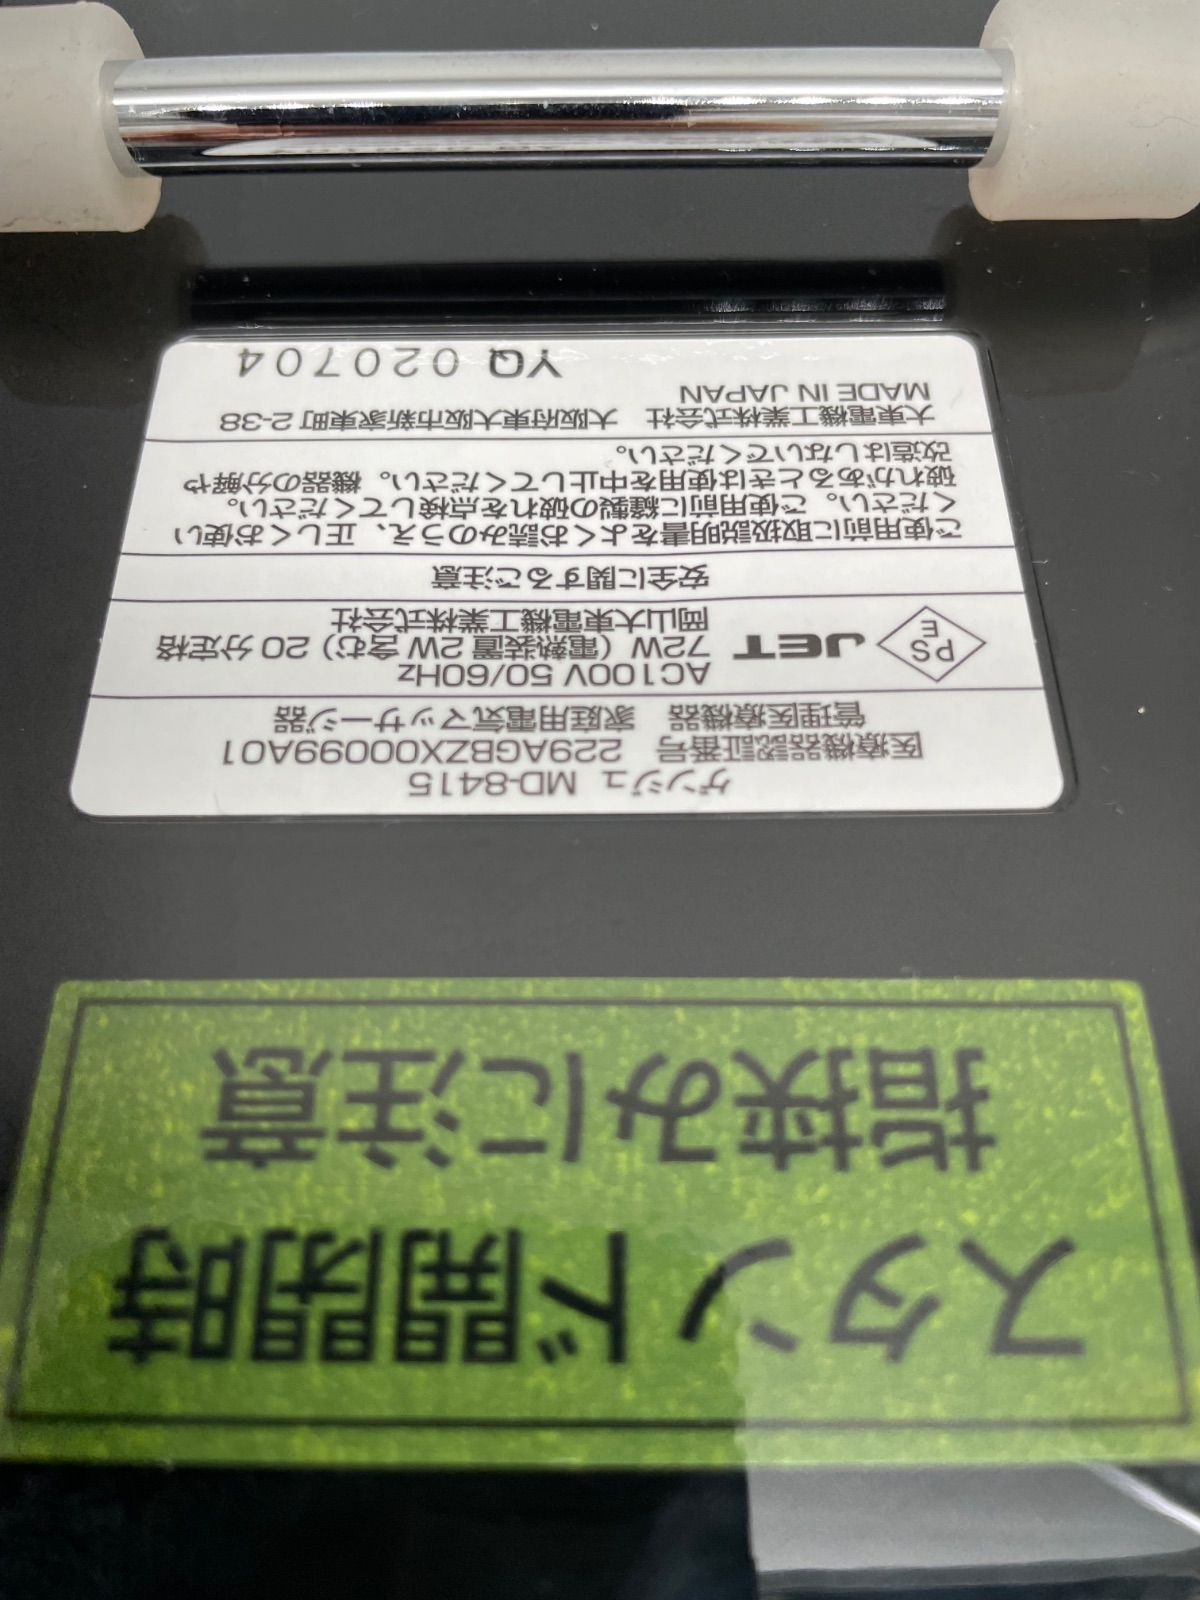 スタンド開閉時
指挟みに注意
ゲンジュ MD-8415
医療機器認証番号 229AGBZX00099A01
管理医療機器 家庭用電気マッサージ器
PS
E
JET
AC100V 50/60Hz
72W（電熱装置 2W 含む）20 分定格
岡山大東電機工業株式会社
安全に関するご注意
ご使用前に取扱説明書をよくお読みのうえ、正しくお使い
ください。ご使用前に縫製の破れを点検してください。
破れがあるときは使用を中止してください。機器の分解や
改造はしないでください。
大東電機工業株式会社 大阪府東大阪市新家東町 2-38
MADE IN JAPAN
YQ 020704